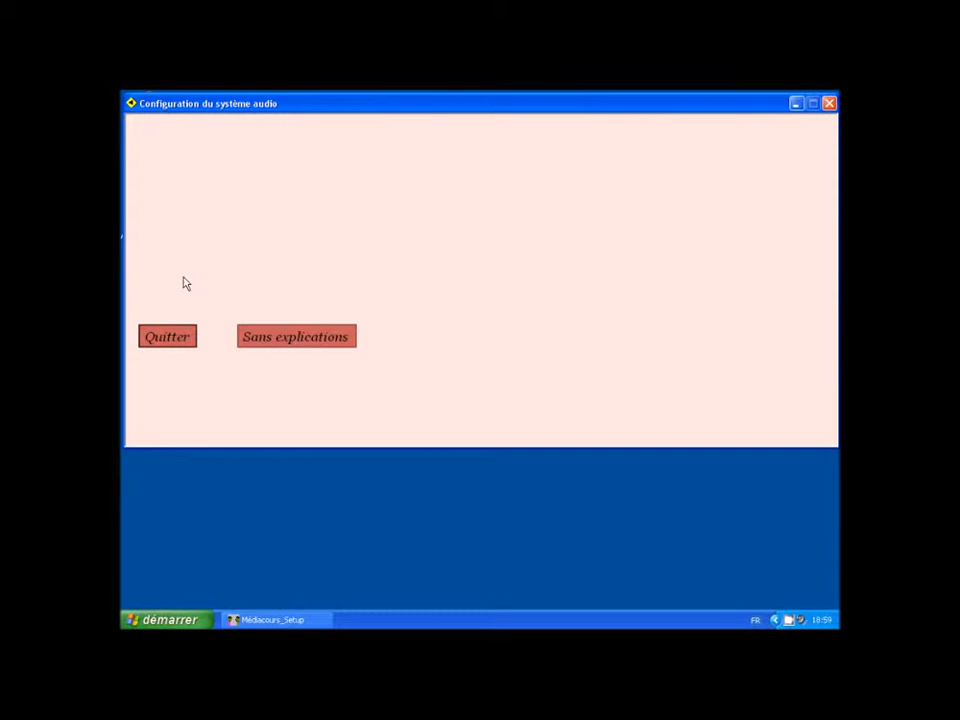 Configuration du système audio
Quitter
Sans explications
démarrer
Médiacours_Setup
FR
18:59